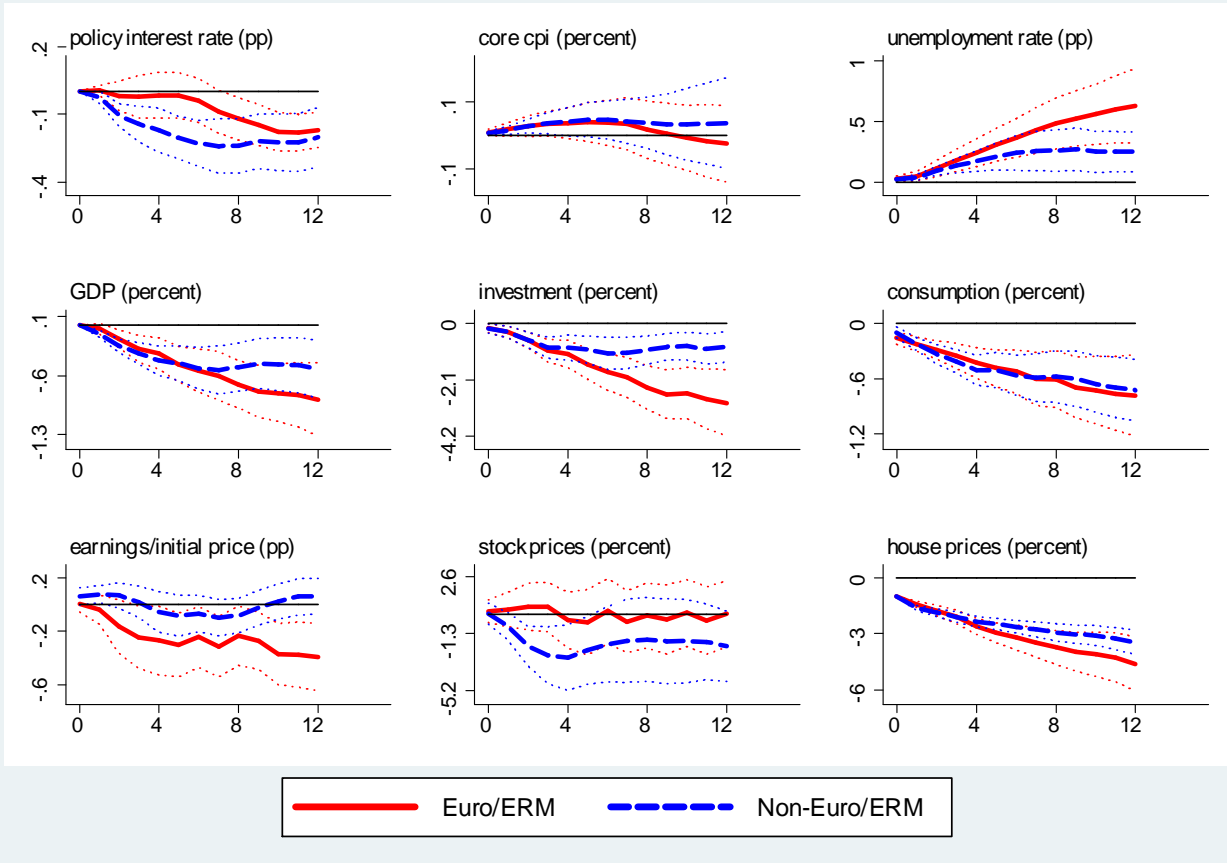 policy interest rate (pp)
.2
-.1
-.4
0 4 8 12
core cpi (percent)
.1
-.1
0 4 8 12
unemployment rate (pp)
1
.5
0
0 4 8 12
GDP (percent)
.1
-.6
-1.3
0 4 8 12
investment (percent)
0
-2.1
-4.2
0 4 8 12
consumption (percent)
0
-.6
-1.2
0 4 8 12
earnings/initial price (pp)
.2
-.2
-.6
0 4 8 12
stock prices (percent)
2.6
-1.3
-5.2
0 4 8 12
house prices (percent)
0
-3
-6
0 4 8 12
Euro/ERM Non-Euro/ERM